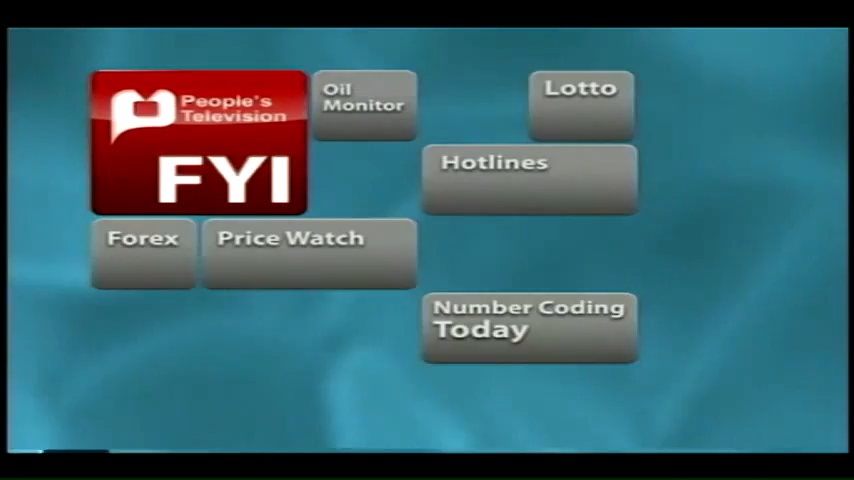 People's
Television
FYI
Oil
Monitor
Lotto
Hotlines
Forex
Price Watch
Number Coding
Today